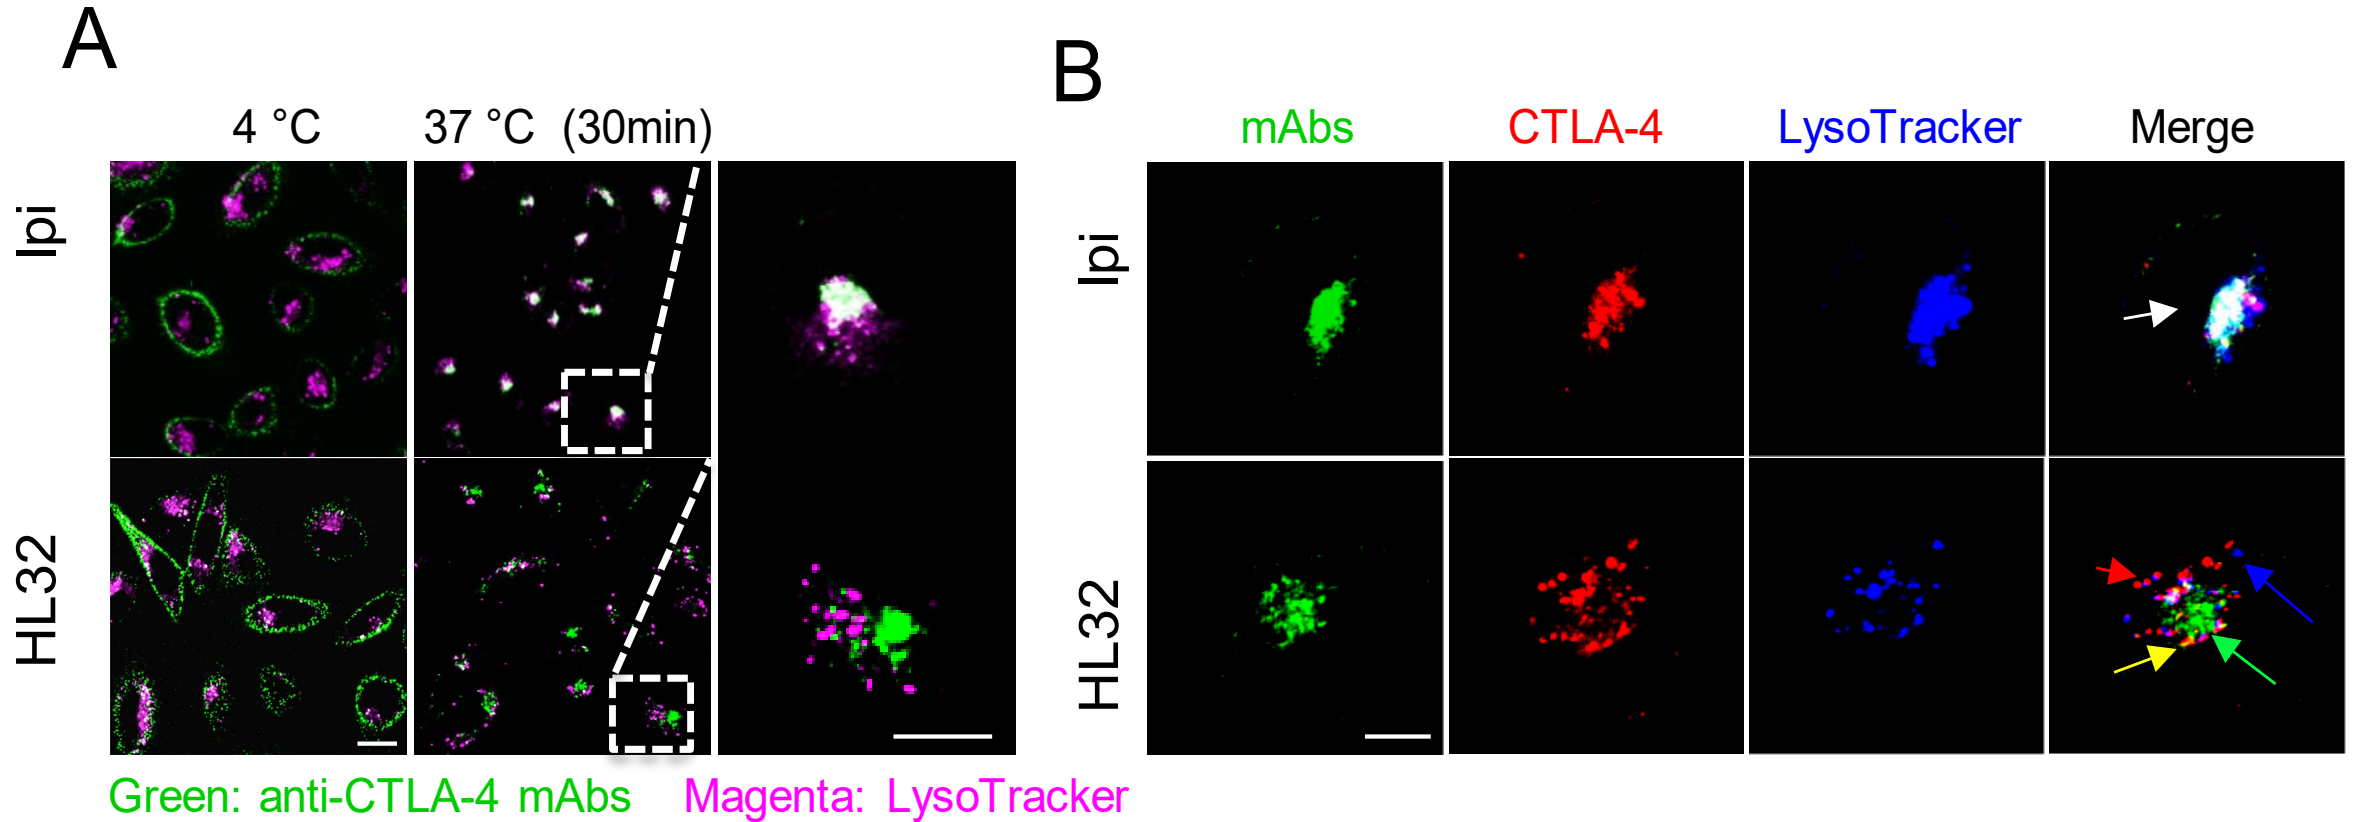 A
B
4 °C
37 °C (30min)
mAbs
CTLA-4
LysoTracker
Merge
Ipi
Ipi
HL32
HL32
Green: anti-CTLA-4 mAbs
Magenta: LysoTracker